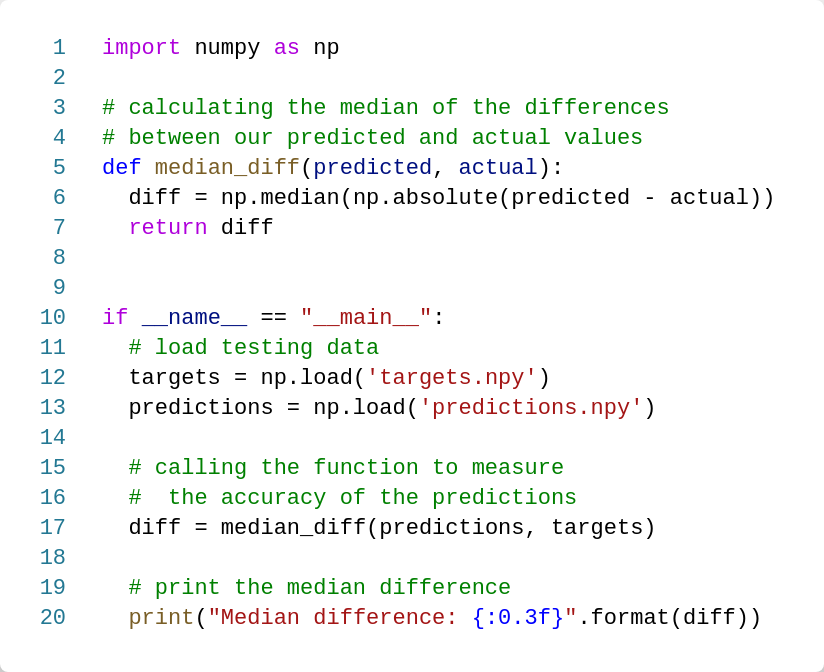 1 import numpy as np
2
3 # calculating the median of the differences
4 # between our predicted and actual values
5 def median_diff(predicted, actual):
6   diff = np.median(np.absolute(predicted - actual))
7   return diff
8
9
10 if __name__ == "__main__":
11   # load testing data
12   targets = np.load('targets.npy')
13   predictions = np.load('predictions.npy')
14
15   # calling the function to measure
16   #  the accuracy of the predictions
17   diff = median_diff(predictions, targets)
18
19   # print the median difference
20   print("Median difference: {:0.3f}".format(diff))